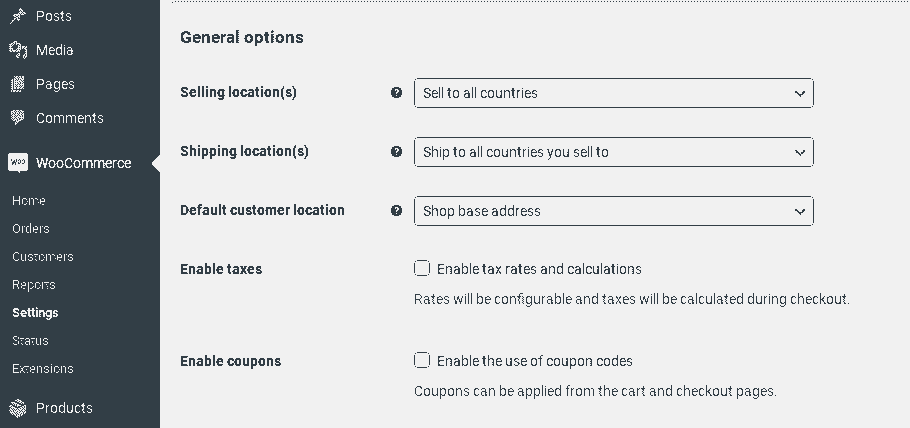 Posts
Media
Pages
Comments
Woo WooCommerce
Home
Orders
Customers
Reports
Settings
Status
Extensions
Products
General options
Selling location(s) ? Sell to all countries
Shipping location(s) ? Ship to all countries you sell to
Default customer location ? Shop base address
Enable taxes Enable tax rates and calculations
Rates will be configurable and taxes will be calculated during checkout.
Enable coupons Enable the use of coupon codes
Coupons can be applied from the cart and checkout pages.